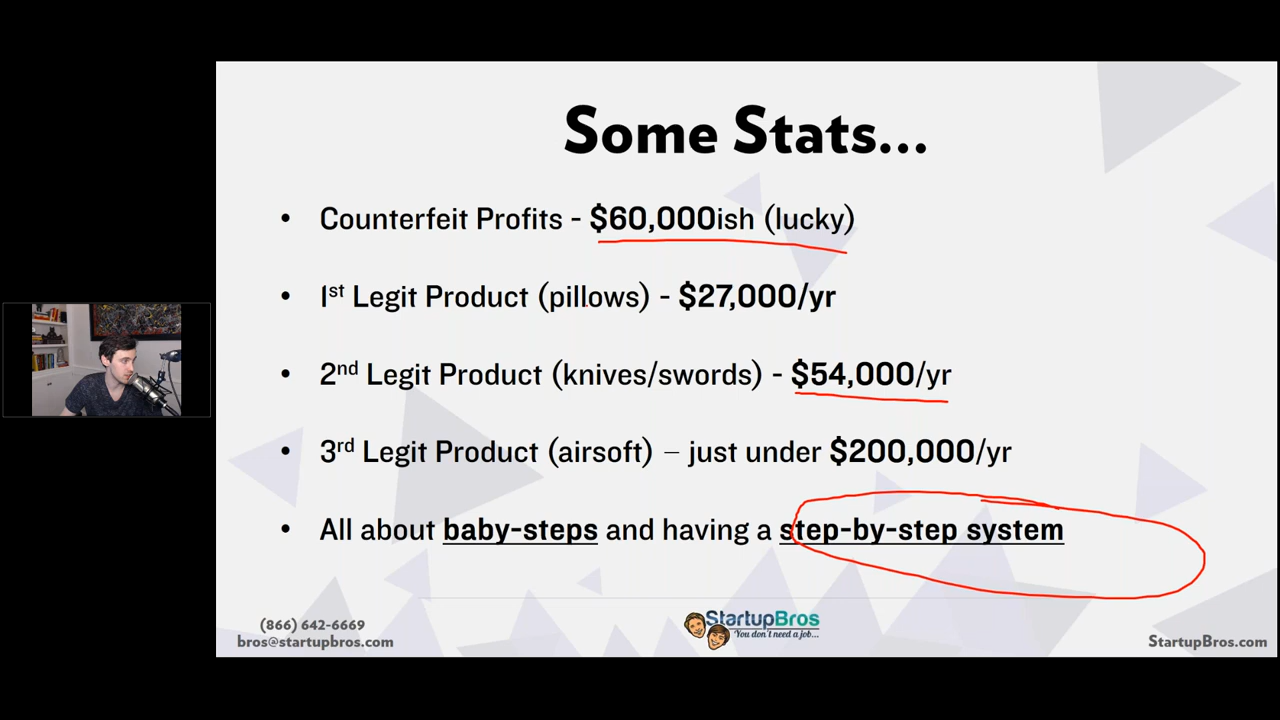 Some Stats...
• Counterfeit Profits - $60,000ish (lucky)
• 1st Legit Product (pillows) - $27,000/yr
• 2nd Legit Product (knives/swords) - $54,000/yr
• 3rd Legit Product (airsoft) – just under $200,000/yr
• All about baby-steps and having a step-by-step system
(866) 642-6669
bros@startupbros.com
StartupBros
"You don't need a job...
StartupBros.com